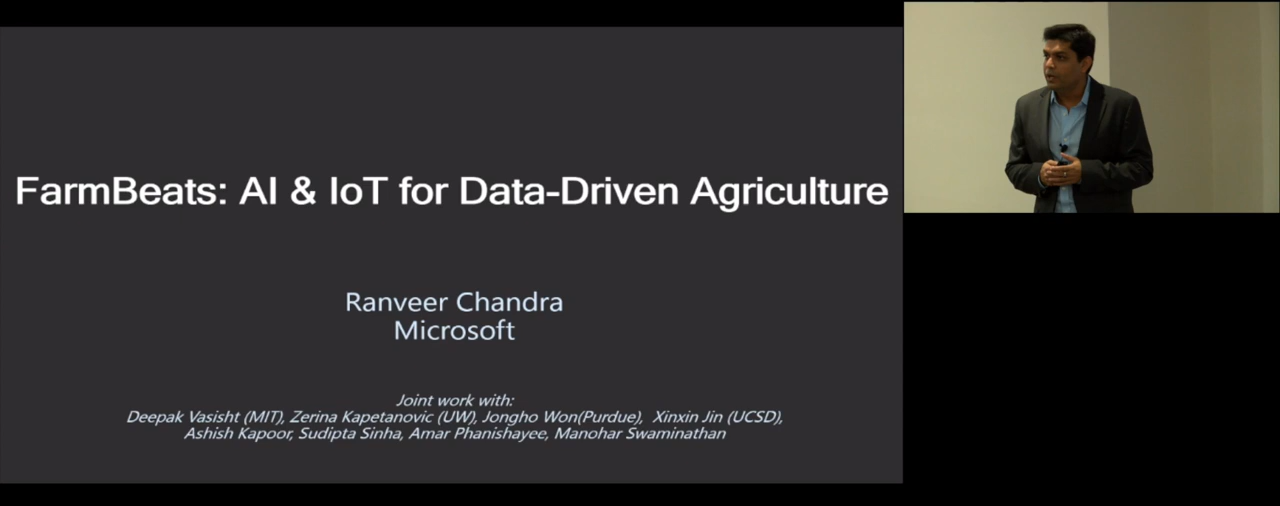 FarmBeats: AI & IoT for Data-Driven Agriculture
Ranveer Chandra
Microsoft
Joint work with:
Deepak Vasisht (MIT), Zerina Kapetanovic (UW), Jongho Won(Purdue), Xinxin Jin (UCSD),
Ashish Kapoor, Sudipta Sinha, Amar Phanishayee, Manohar Swaminathan